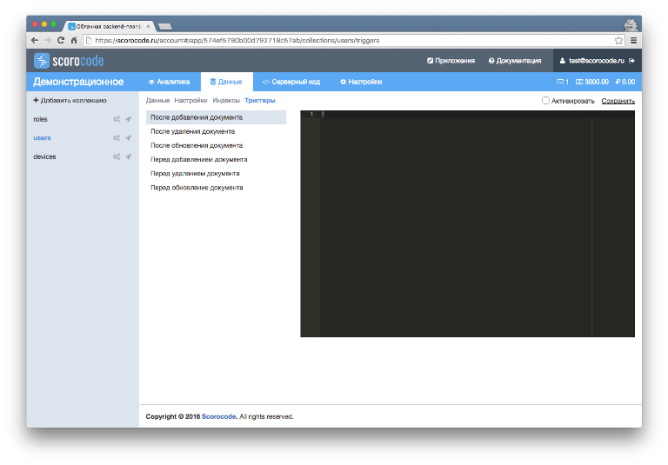 Облачная backend-плат
https://scorocode.ru/account#/app/574ef5790b00d792718c57eb/collections/users/triggers
scorocode
Приложения Документация test@scorocode.ru
Демонстрационное Аналитика Данные </> Серверный код Настройки 1 3000.00 ₽ 0.00
+ Добавить коллекцию
roles
users
devices
Данные Настройки Индексы Триггеры
Активировать Сохранить
После добавления документа
После удаления документа
После обновления документа
Перед добавлением документа
Перед удалением документа
Перед обновление документа
1
Copyright © 2016 Scorocode. All rights reserved.